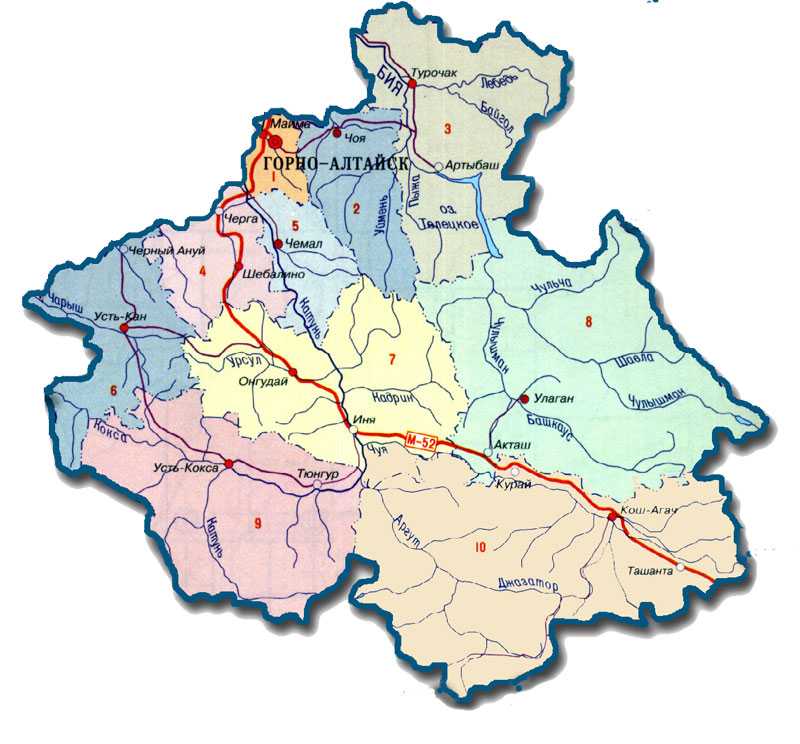 Турочак
Лебедь
БИЯ
Байгол
Майма
Чоя
3
ГОРНО-АЛТАЙСК
Артыбаш
1
Пыжа
Уймень
2
оз.
Телецкое
Черга
5
Чемал
Черный Ануй
4
Шебалино
Чульча
Чарыш
Катунь
Усть-Кан
8
Чулышман
Урсул
7
Шавла
Онгудай
6
Кадрин
Чулышман
Улаган
Башкаус
Иня
Кокса
М-52
Чуя
Акташ
Усть-Кокса
Тюнгур
Курай
Кош-Агач
Катунь
9
Аргут
10
Ташанта
Джазатор